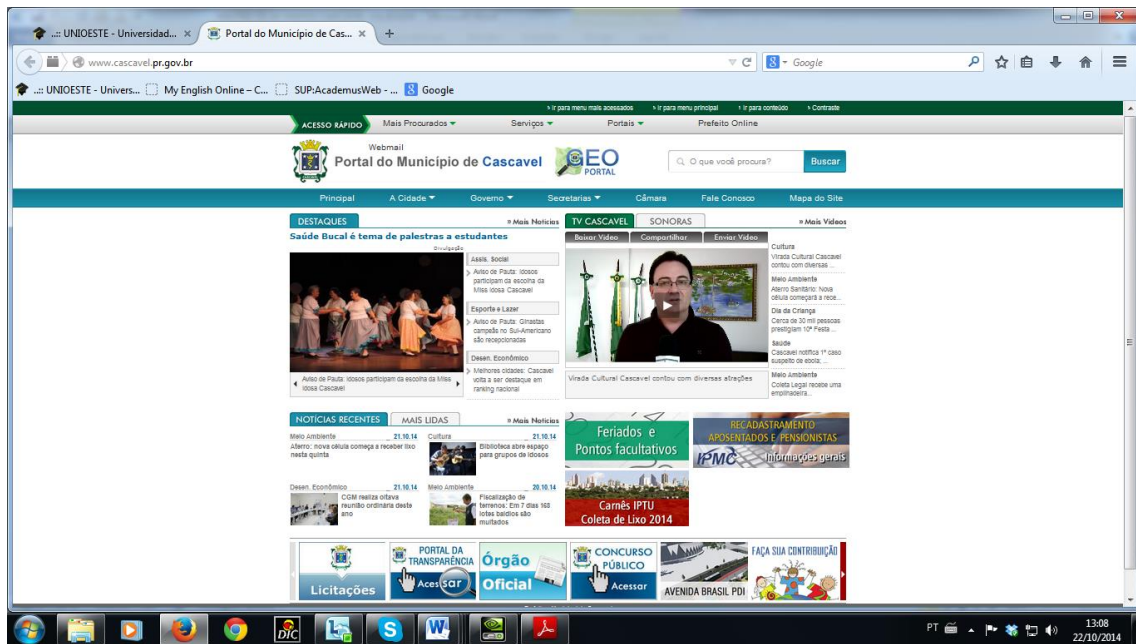 ..:: UNIOESTE - Universidad...
Portal do Município de Cas...
www.cascavel.pr.gov.br
Google
..:: UNIOESTE - Univers...
My English Online – C...
SUP:AcademusWeb - ...
Google
Ir para menu mais acessados
Ir para menu principal
Ir para conteúdo
Contraste
ACESSO RÁPIDO
Mais Procurados
Serviços
Portais
Prefeito Online
Webmail
Portal do Município de Cascavel
GEO
PORTAL
O que você procura?
Buscar
Principal
A Cidade
Governo
Secretarias
Câmara
Fale Conosco
Mapa do Site
DESTAQUES
» Mais Notícias
Saúde Bucal é tema de palestras a estudantes
Divulgação
Aviso de Pauta: Idosos participam da escolha da Miss
Idosa Cascavel
Assis. Social
Aviso de Pauta: Idosos
participam da escolha da
Miss Idosa Cascavel
Esporte e Lazer
Aviso de Pauta: Ginastas
campeãs no Sul-Americano
são recepcionadas
Desen. Econômico
Melhores cidades: Cascavel
volta a ser destaque em
ranking nacional
TV CASCAVEL
SONORAS
» Mais Vídeos
Baixar Vídeo
Compartilhar
Enviar Vídeo
Virada Cultural Cascavel contou com diversas atrações
Cultura
Virada Cultural Cascavel
contou com diversas ...
Meio Ambiente
Aterro Sanitário: Nova
célula começará a rece...
Dia da Criança
Cerca de 30 mil pessoas
prestigiam 10ª Festa ...
Saúde
Cascavel notifica 1º caso
suspeito de ebola; ...
Meio Ambiente
Coleta Legal recebe uma
empilhadeira...
NOTÍCIAS RECENTES
MAIS LIDAS
» Mais Notícias
Meio Ambiente 21.10.14
Aterro: nova célula começa a receber lixo
nesta quinta
Cultura 21.10.14
Biblioteca abre espaço
para grupos de idosos
Desen. Econômico 21.10.14
CGM realiza oitava
reunião ordinária deste
ano
Meio Ambiente 20.10.14
Fiscalização de
terrenos: Em 7 dias 165
lotes baldios são
multados
Feriados e
Pontos facultativos
RECADASTRAMENTO
APOSENTADOS E PENSIONISTAS
IPMC
Informações gerais
Carnês IPTU
Coleta de Lixo 2014
Licitações
PORTAL DA
TRANSPARÊNCIA
Acessar
Órgão
Oficial
CONCURSO
PÚBLICO
Acessar
AVENIDA BRASIL PDI
FAÇA SUA CONTRIBUIÇÃO
DIC
PT
13:08
22/10/2014